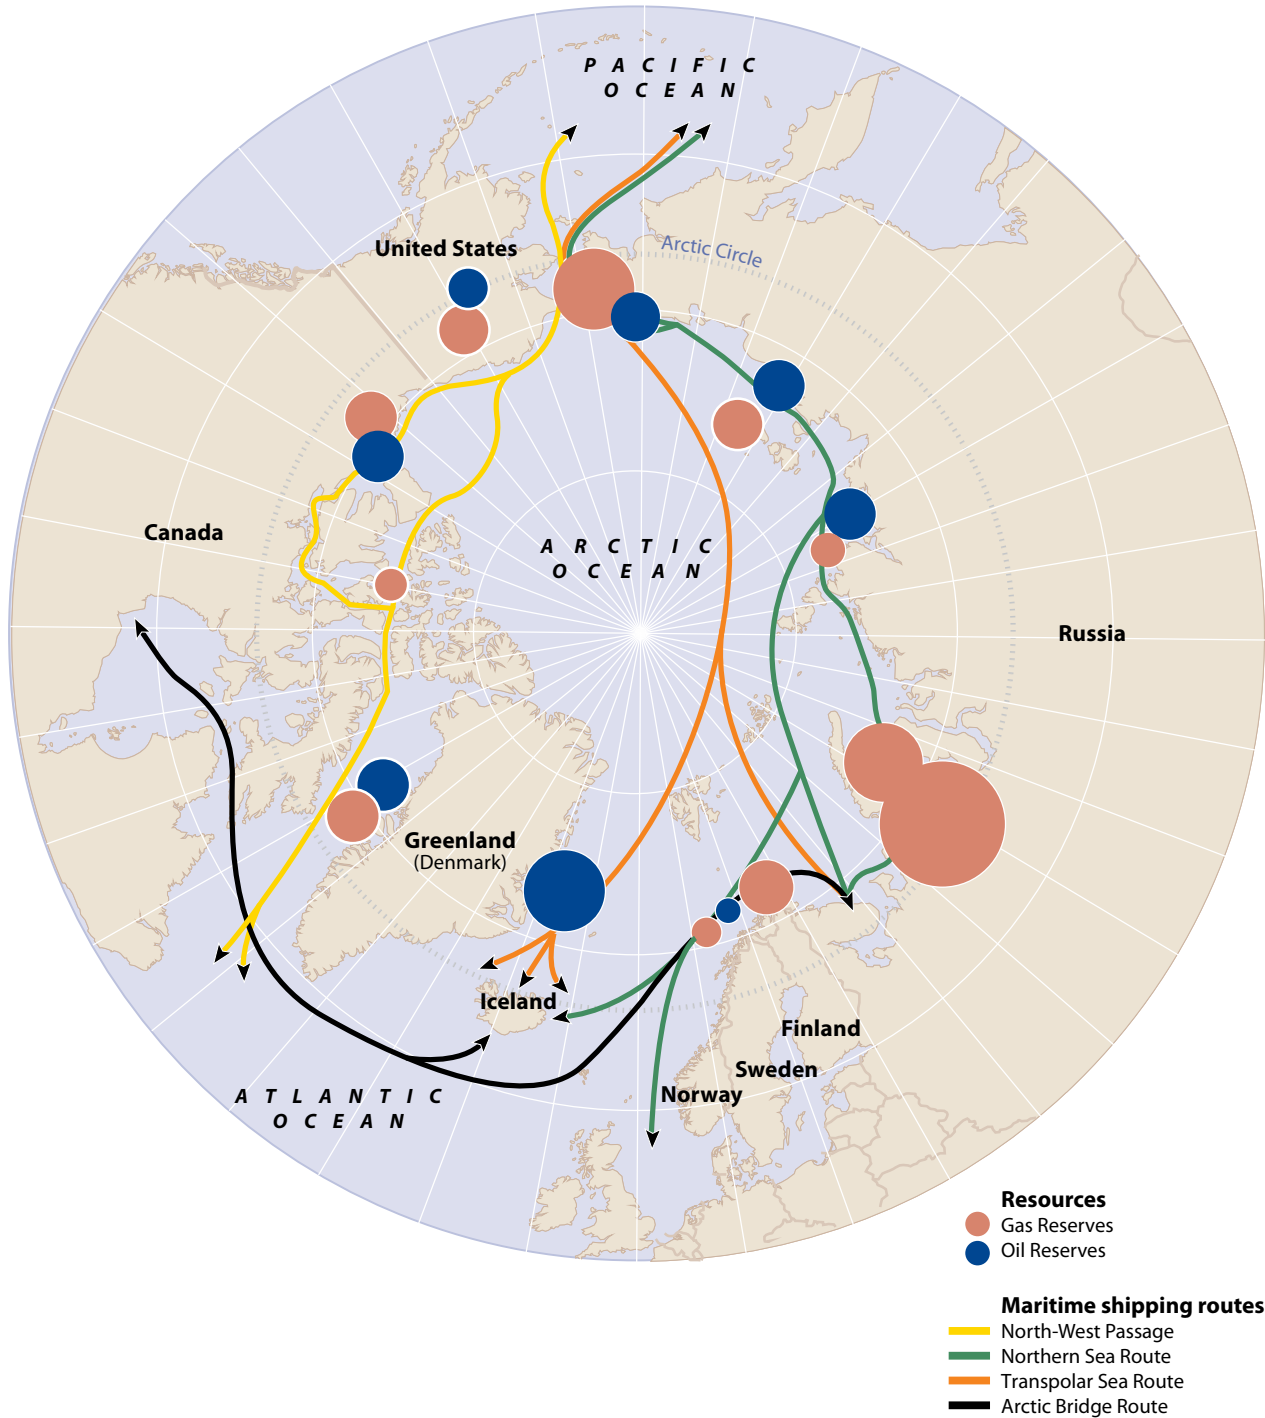 P A C I F I C
O C E A N
United States
Arctic Circle
Canada
A R C T I C
O C E A N
Russia
Greenland
(Denmark)
Iceland
Finland
Sweden
Norway
A T L A N T I C
O C E A N
Resources
Gas Reserves
Oil Reserves
Maritime shipping routes
North-West Passage
Northern Sea Route
Transpolar Sea Route
Arctic Bridge Route